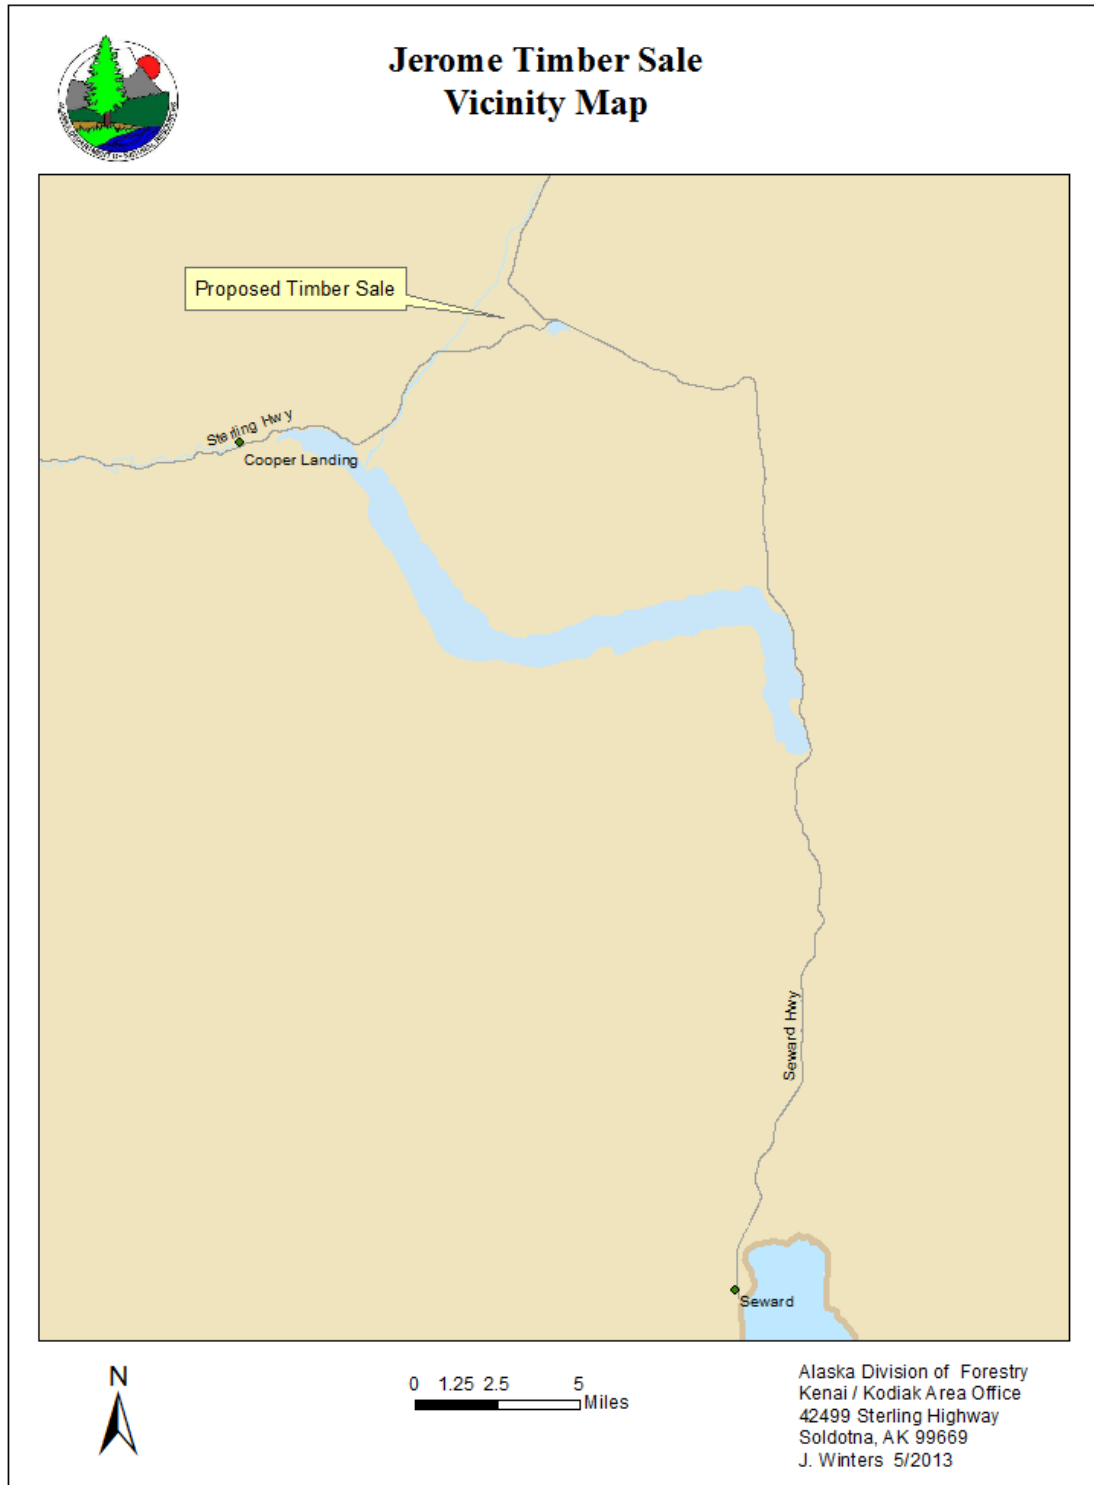 Jerome Timber Sale
Vicinity Map
Proposed Timber Sale
Sterling Hwy
Cooper Landing
Seward Hwy
Seward
N
0 1.25 2.5 5
Miles
Alaska Division of Forestry
Kenai / Kodiak Area Office
42499 Sterling Highway
Soldotna, AK 99669
J. Winters 5/2013